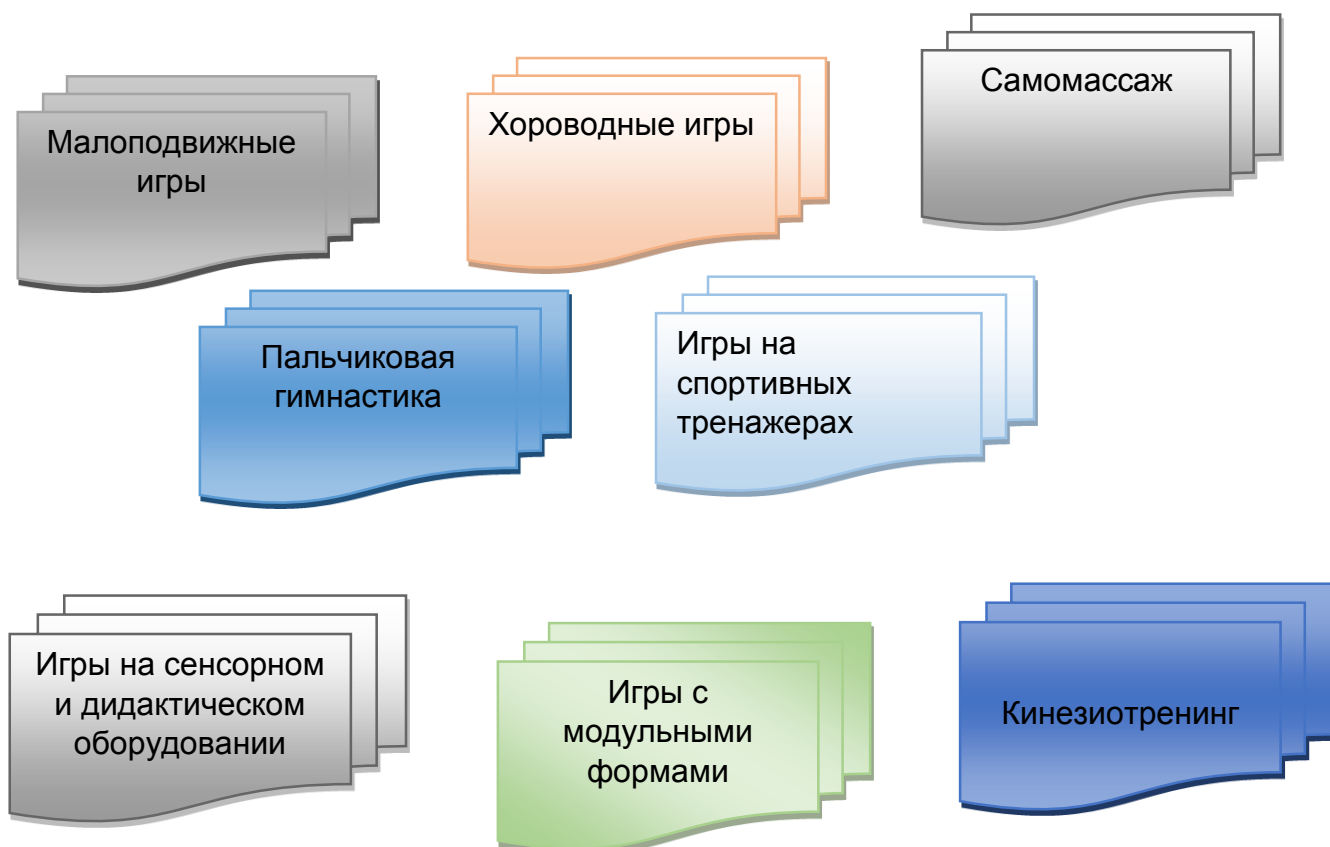 Малоподвижные
игры
Хороводные игры
Самомассаж
Пальчиковая
гимнастика
Игры на
спортивных
тренажерах
Игры на сенсорном
и дидактическом
оборудовании
Игры с
модульными
формами
Кинезиотренинг